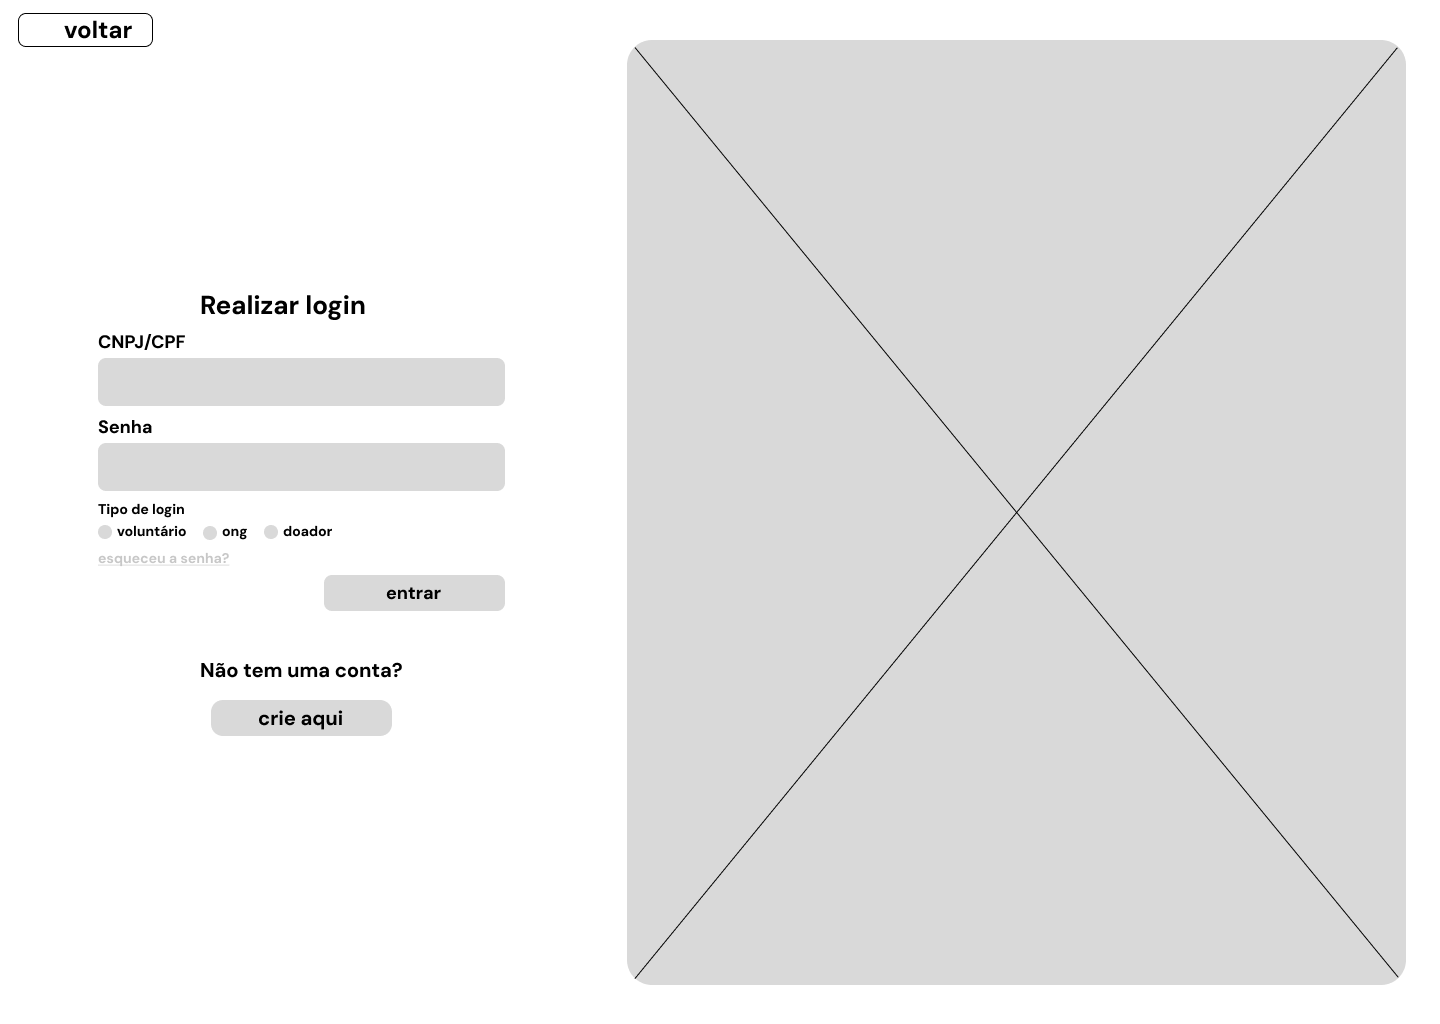 voltar
Realizar login
CNPJ/CPF
Senha
Tipo de login
voluntário ong doador
esqueceu a senha?
entrar
Não tem uma conta?
crie aqui